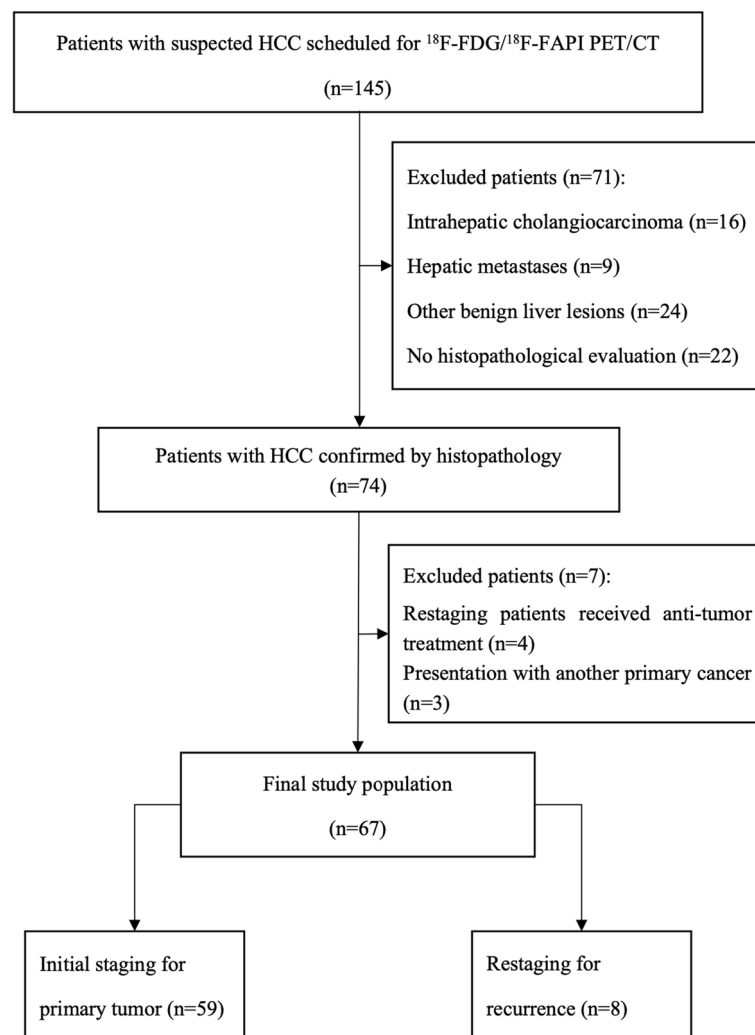 Patients with suspected HCC scheduled for ¹⁸F-FDG/¹⁸F-FAPI PET/CT
(n=145)
Excluded patients (n=71):
Intrahepatic cholangiocarcinoma (n=16)
Hepatic metastases (n=9)
Other benign liver lesions (n=24)
No histopathological evaluation (n=22)
Patients with HCC confirmed by histopathology
(n=74)
Excluded patients (n=7):
Restaging patients received anti-tumor
treatment (n=4)
Presentation with another primary cancer
(n=3)
Final study population
(n=67)
Initial staging for
primary tumor (n=59)
Restaging for
recurrence (n=8)